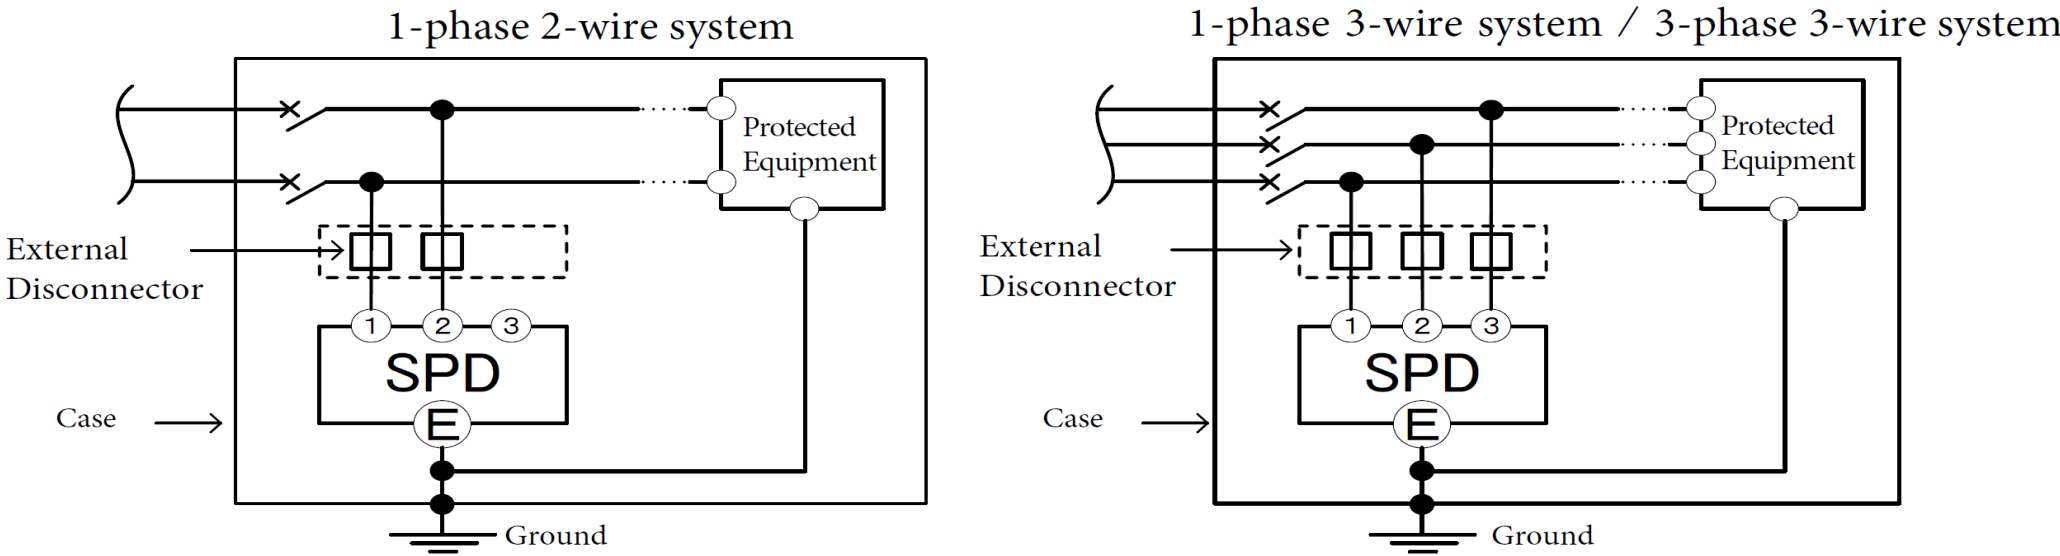 1-phase 2-wire system
Protected
Equipment
External
Disconnector
1 2 3
SPD
E
Case
Ground
1-phase 3-wire system / 3-phase 3-wire system
Protected
Equipment
External
Disconnector
1 2 3
SPD
E
Case
Ground